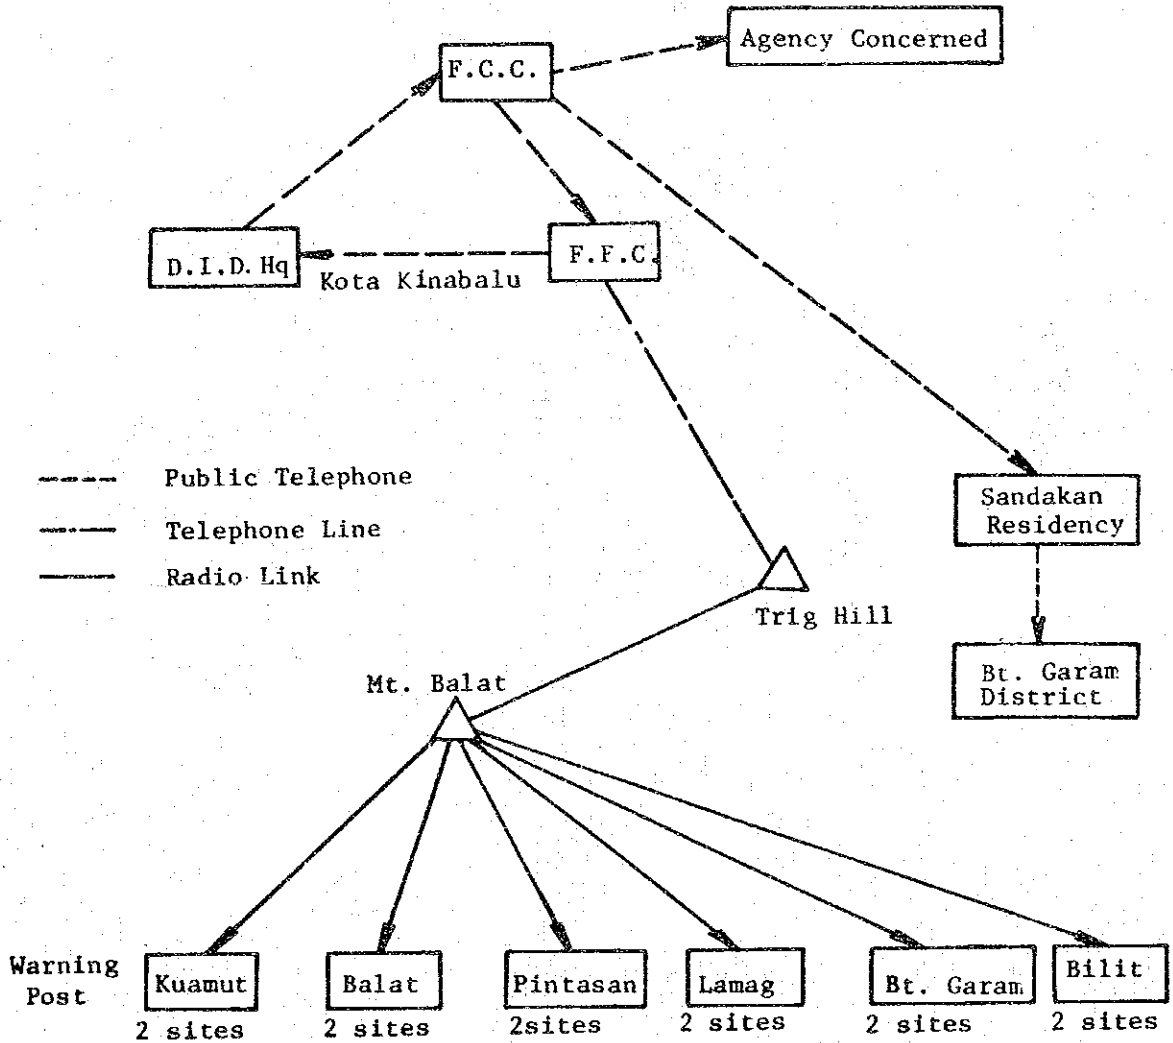 Agency Concerned
F.C.C.
D.I.D. Hq
F.F.C.
Kota Kinabalu
Public Telephone
Telephone Line
Radio Link
Sandakan
Residency
Trig Hill
Bt. Garam
District
Mt. Balat
Warning
Post
Kuamut
Balat
Pintasan
Lamag
Bt. Garam
Bilit
2 sites
2 sites
2sites
2 sites
2 sites
2 sites